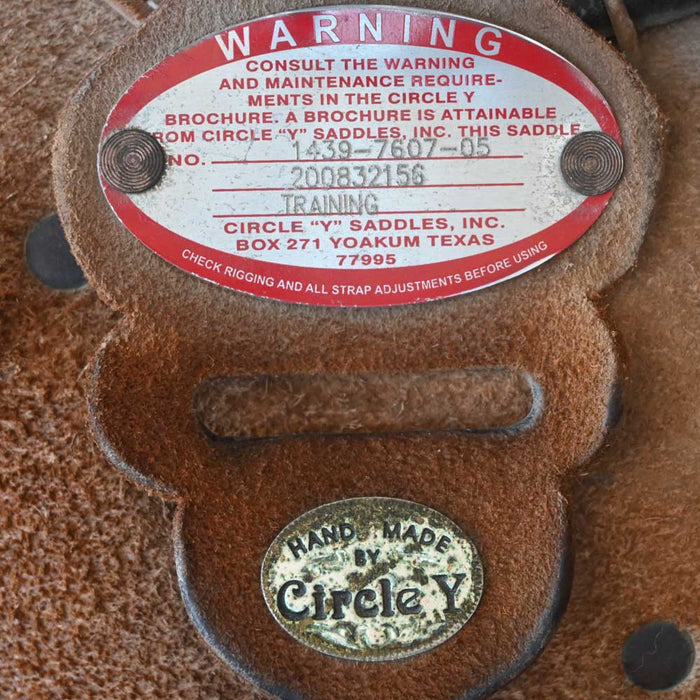 WARNING
CONSULT THE WARNING
AND MAINTENANCE REQUIRE-
MENTS IN THE CIRCLE Y
BROCHURE. A BROCHURE IS ATTAINABLE
ROM CIRCLE "Y" SADDLES, INC. THIS SADDLE
NO. 1439-7607-05
200832156
TRAINING
CIRCLE "Y" SADDLES, INC.
BOX 271 YOAKUM TEXAS
77995
CHECK RIGGING AND ALL STRAP ADJUSTMENTS BEFORE USING
HAND MADE
BY
Circle Y